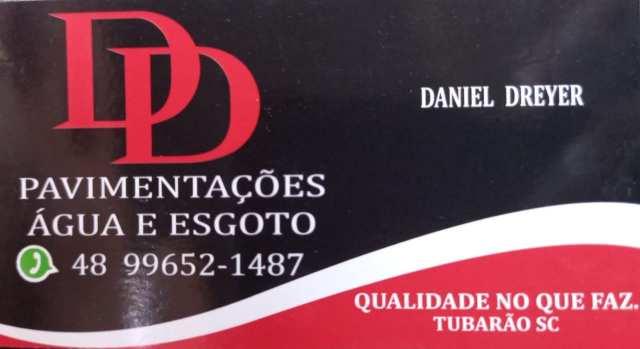 DD
DANIEL DREYER
PAVIMENTAÇÕES
ÁGUA E ESGOTO
48 99652-1487
QUALIDADE NO QUE FAZ.
TUBARÃO SC